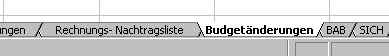 ungen / Rechnungs- Nachtragsliste Budgetänderungen BAB SICH